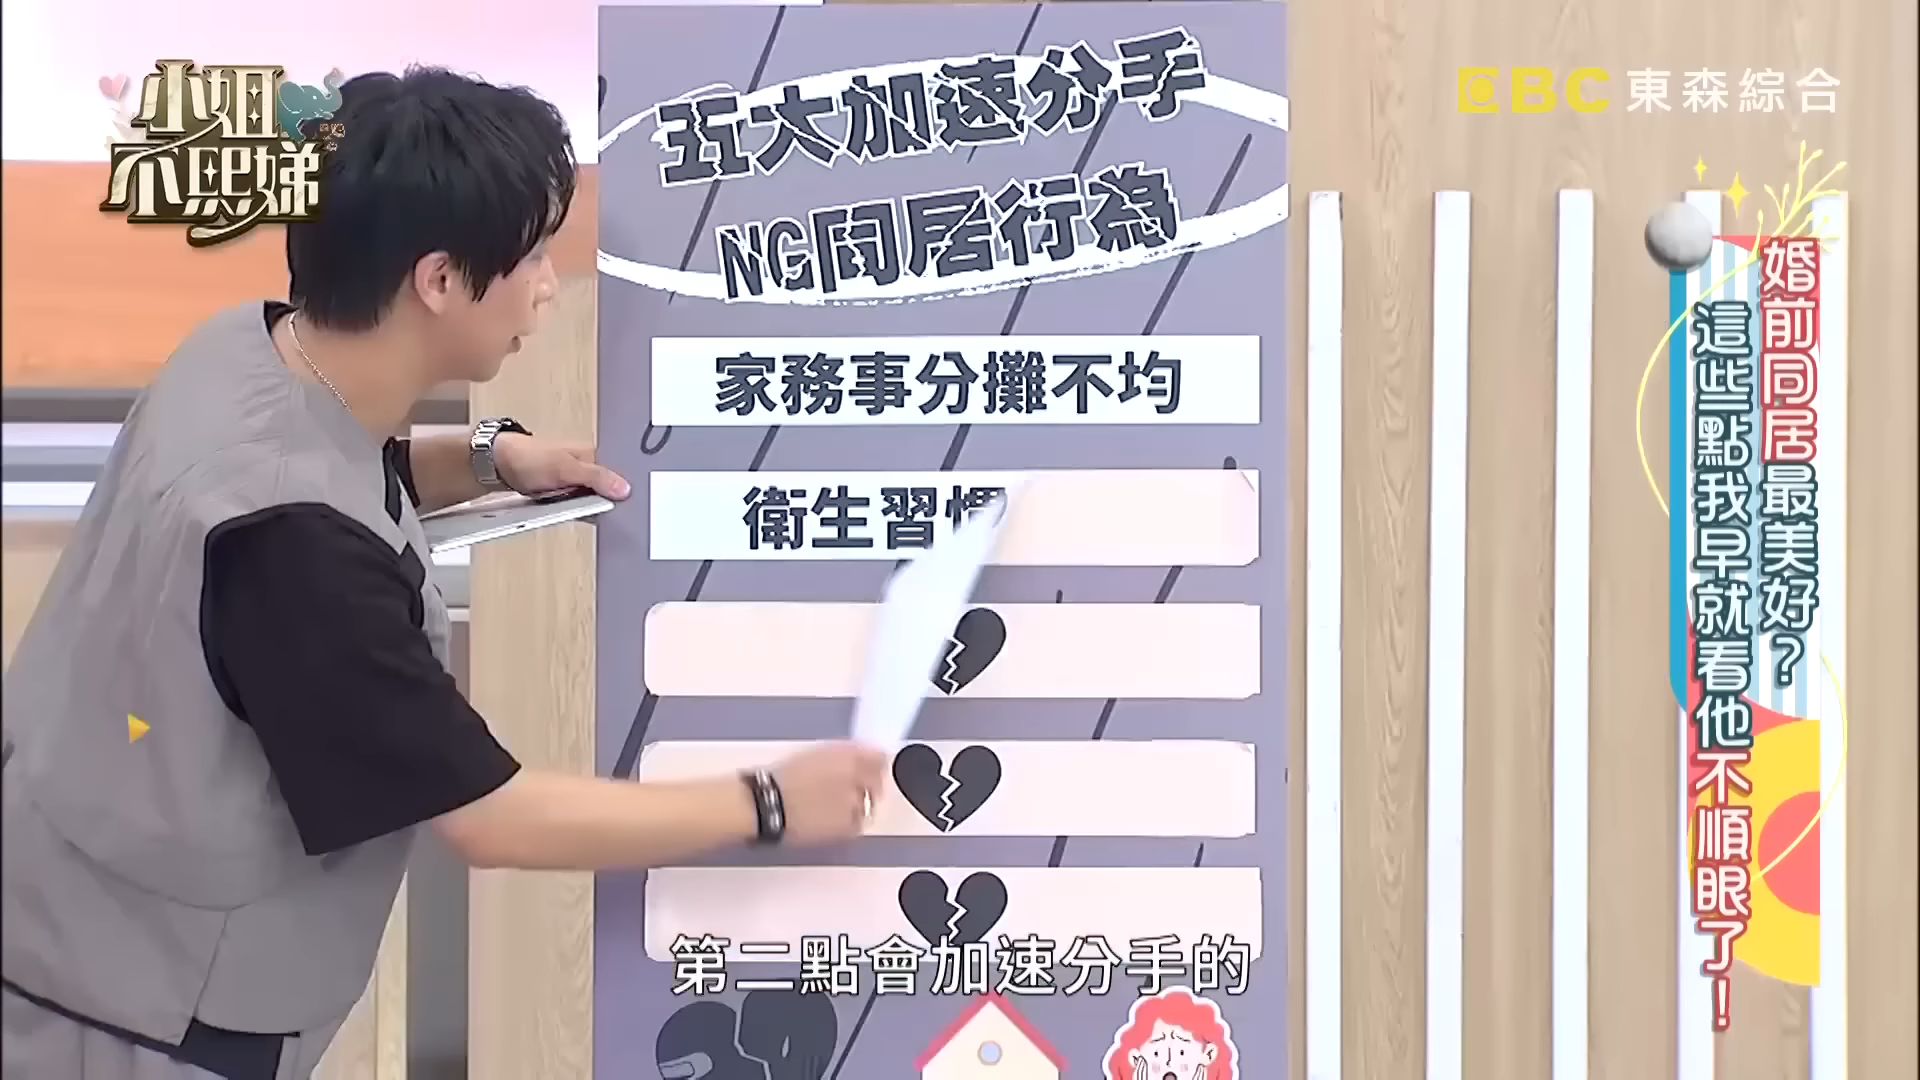 小姐
不熙娣
EBC 東森綜合
五大加速分手
NG同居行為
家務事分攤不均
衛生習慣
婚前同居最美好？
這些點我早就看他不順眼了！
第二點會加速分手的